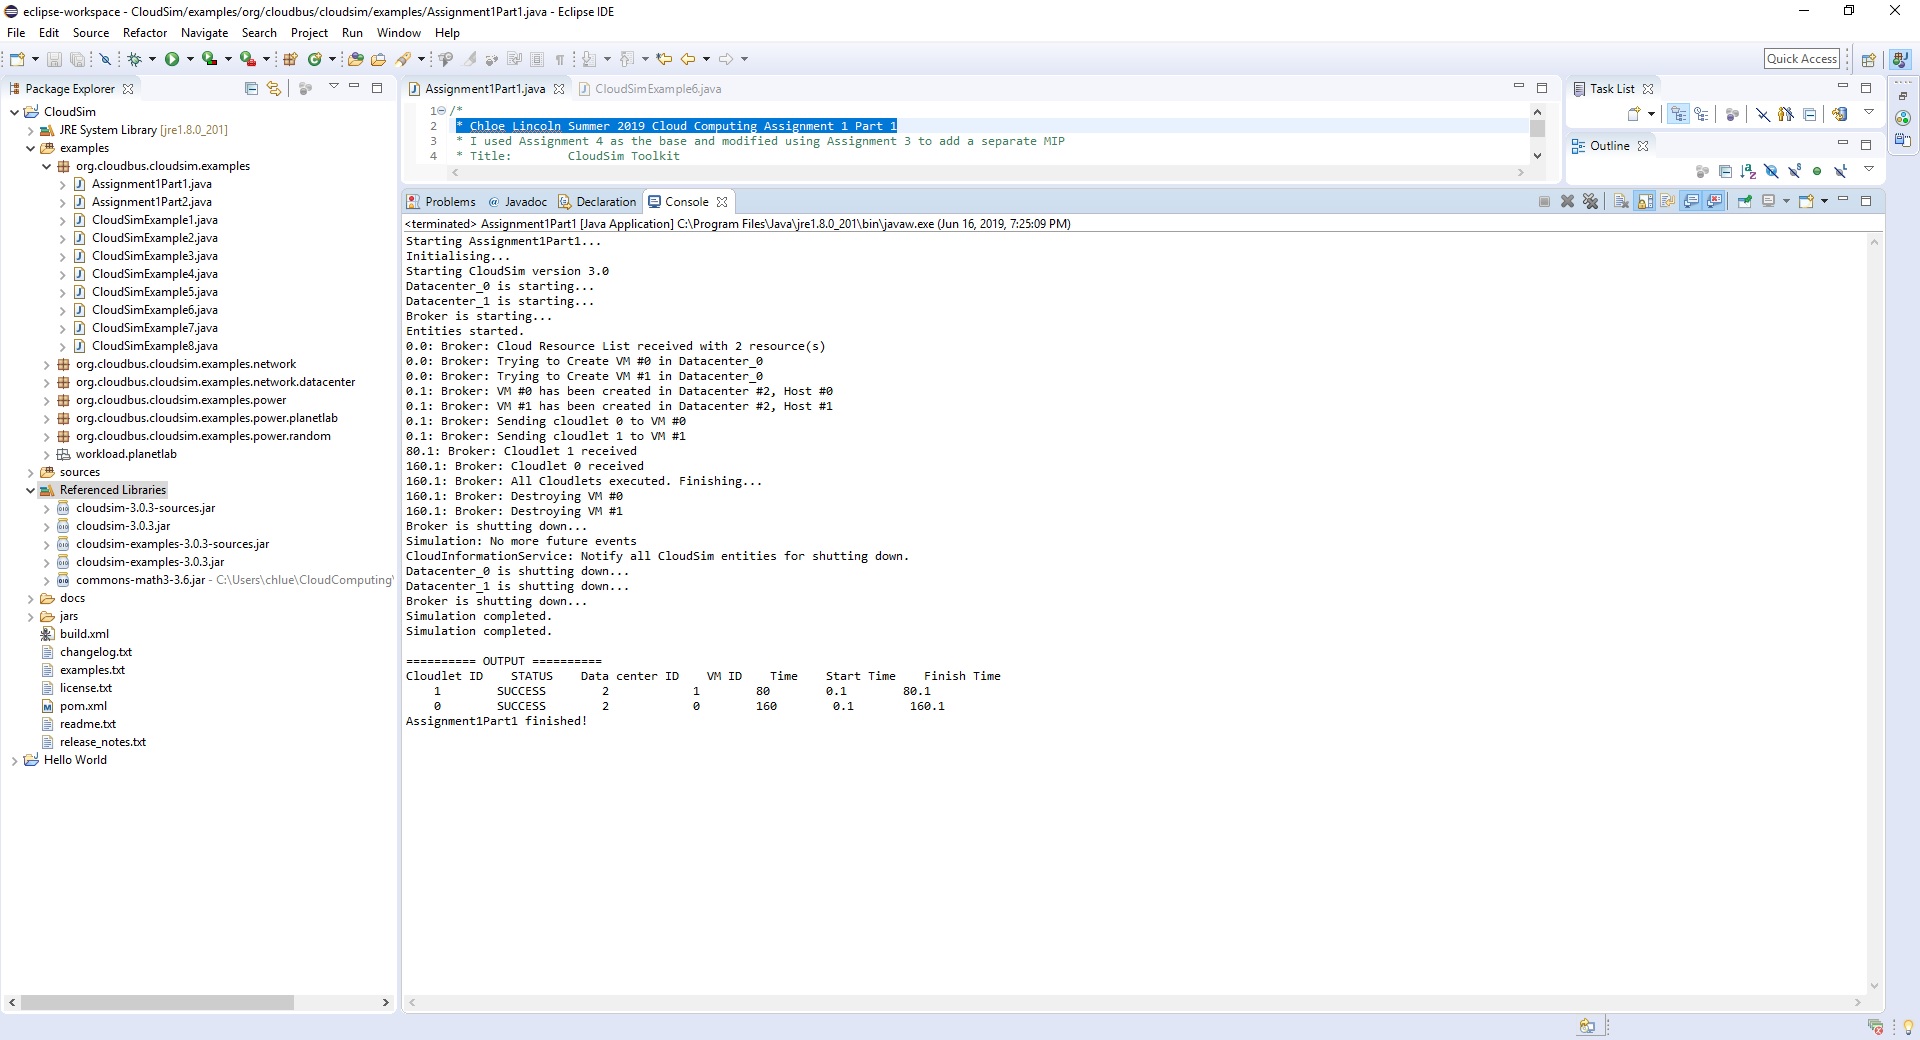 eclipse-workspace - CloudSim/examples/org/cloudbus/cloudsim/examples/Assignment1Part1.java - Eclipse IDE
File Edit Source Refactor Navigate Search Project Run Window Help
Quick Access
Package Explorer
CloudSim
JRE System Library [jre1.8.0_201]
examples
org.cloudbus.cloudsim.examples
Assignment1Part1.java
Assignment1Part2.java
CloudSimExample1.java
CloudSimExample2.java
CloudSimExample3.java
CloudSimExample4.java
CloudSimExample5.java
CloudSimExample6.java
CloudSimExample7.java
CloudSimExample8.java
org.cloudbus.cloudsim.examples.network
org.cloudbus.cloudsim.examples.network.datacenter
org.cloudbus.cloudsim.examples.power
org.cloudbus.cloudsim.examples.power.planetlab
org.cloudbus.cloudsim.examples.power.random
workload.planetlab
sources
Referenced Libraries
cloudsim-3.0.3-sources.jar
cloudsim-3.0.3.jar
cloudsim-examples-3.0.3-sources.jar
cloudsim-examples-3.0.3.jar
commons-math3-3.6.jar - C:\Users\chlue\CloudComputing\
docs
jars
build.xml
changelog.txt
examples.txt
license.txt
pom.xml
readme.txt
release_notes.txt
Hello World
Assignment1Part1.java CloudSimExample6.java
1 /*
2 * Chloe Lincoln Summer 2019 Cloud Computing Assignment 1 Part 1
3 * I used Assignment 4 as the base and modified using Assignment 3 to add a separate MIP
4 * Title: CloudSim Toolkit
Task List
Outline
Problems @ Javadoc Declaration Console
<terminated> Assignment1Part1 [Java Application] C:\Program Files\Java\jre1.8.0_201\bin\javaw.exe (Jun 16, 2019, 7:25:09 PM)
Starting Assignment1Part1...
Initialising...
Starting CloudSim version 3.0
Datacenter_0 is starting...
Datacenter_1 is starting...
Broker is starting...
Entities started.
0.0: Broker: Cloud Resource List received with 2 resource(s)
0.0: Broker: Trying to Create VM #0 in Datacenter_0
0.0: Broker: Trying to Create VM #1 in Datacenter_0
0.1: Broker: VM #0 has been created in Datacenter #2, Host #0
0.1: Broker: VM #1 has been created in Datacenter #2, Host #1
0.1: Broker: Sending cloudlet 0 to VM #0
0.1: Broker: Sending cloudlet 1 to VM #1
80.1: Broker: Cloudlet 1 received
160.1: Broker: Cloudlet 0 received
160.1: Broker: All Cloudlets executed. Finishing...
160.1: Broker: Destroying VM #0
160.1: Broker: Destroying VM #1
Broker is shutting down...
Simulation: No more future events
CloudInformationService: Notify all CloudSim entities for shutting down.
Datacenter_0 is shutting down...
Datacenter_1 is shutting down...
Broker is shutting down...
Simulation completed.
Simulation completed.
========== OUTPUT ==========
Cloudlet ID STATUS Data center ID VM ID Time Start Time Finish Time
1 SUCCESS 2 1 80 0.1 80.1
0 SUCCESS 2 0 160 0.1 160.1
Assignment1Part1 finished!